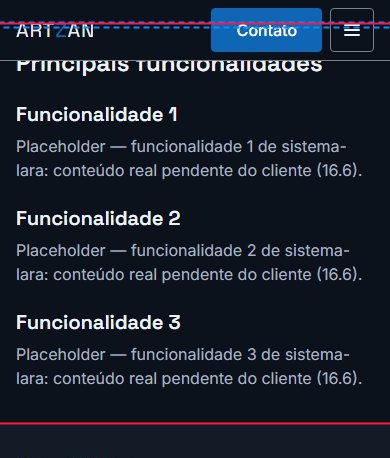 ARTZAN
Contato
Principais funcionalidades
Funcionalidade 1
Placeholder — funcionalidade 1 de sistema-
lara: conteúdo real pendente do cliente (16.6).
Funcionalidade 2
Placeholder — funcionalidade 2 de sistema-
lara: conteúdo real pendente do cliente (16.6).
Funcionalidade 3
Placeholder — funcionalidade 3 de sistema-
lara: conteúdo real pendente do cliente (16.6).